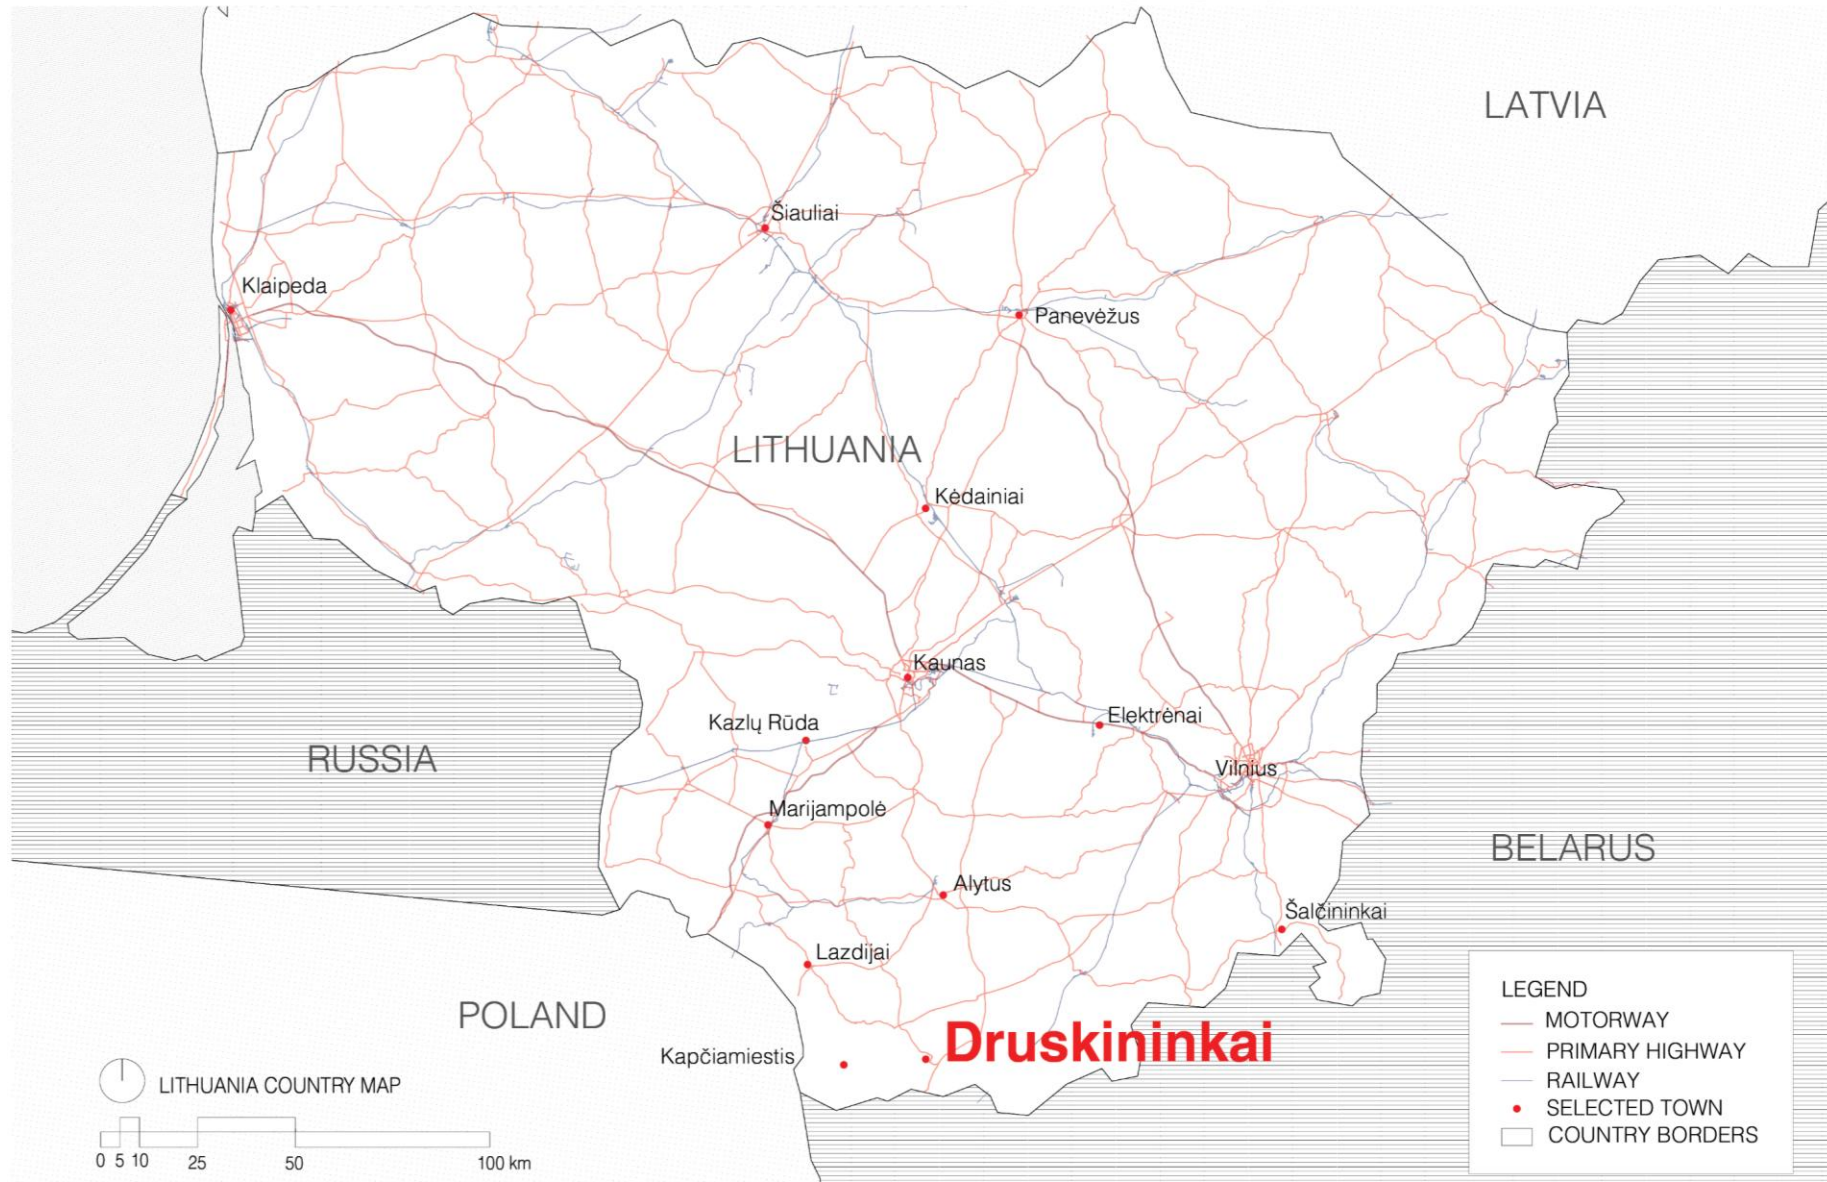 LATVIA
Šiauliai
Klaipeda
Panevėžus
LITHUANIA
Kėdainiai
Kaunas
Elektrėnai
Kazlų Rūda
RUSSIA
Vilnius
Marijampolė
BELARUS
Alytus
Šalčininkai
Lazdijai
POLAND
Druskininkai
Kapčiamiestis
LITHUANIA COUNTRY MAP
0 5 10 25 50 100 km
LEGEND
MOTORWAY
PRIMARY HIGHWAY
RAILWAY
SELECTED TOWN
COUNTRY BORDERS